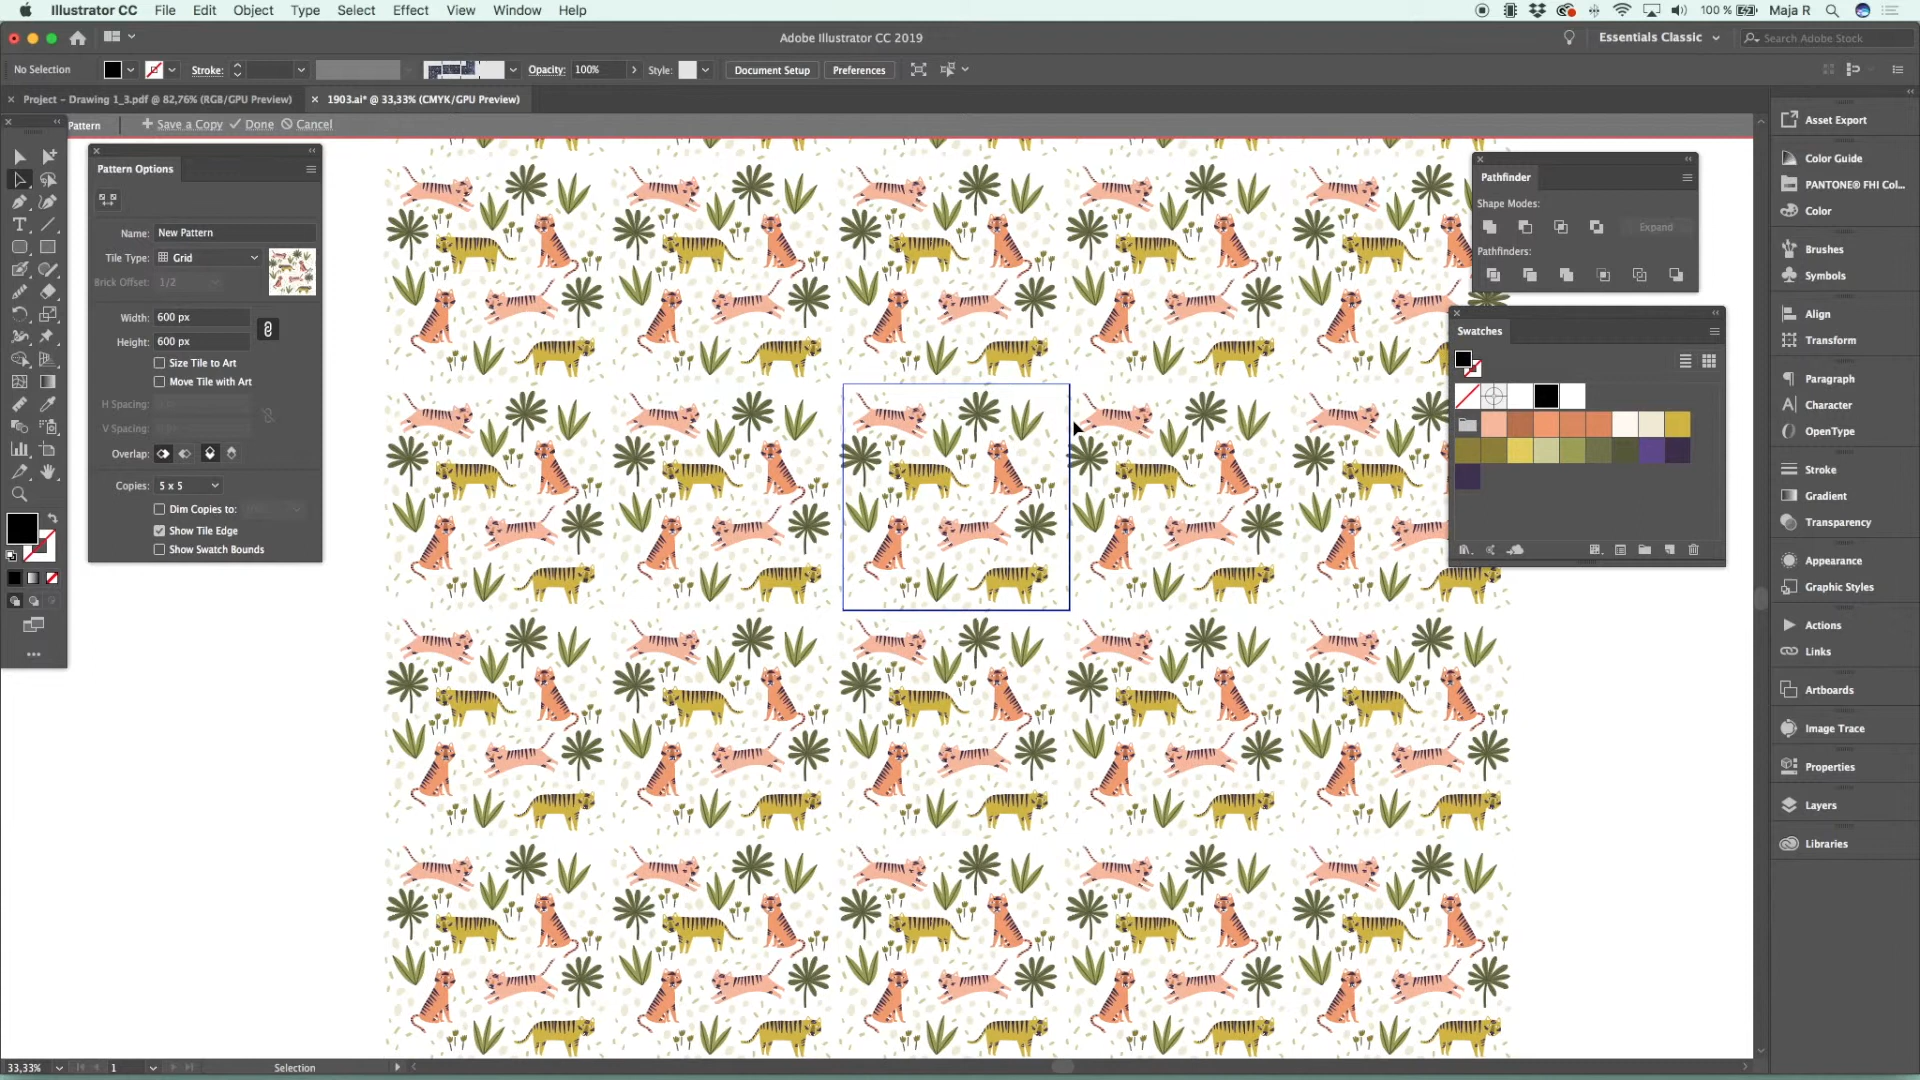 Illustrator CC File Edit Object Type Select Effect View Window Help
100 % Maja R
Adobe Illustrator CC 2019
Essentials Classic
Search Adobe Stock
No Selection Stroke: Opacity: 100% Style: Document Setup Preferences
Project – Drawing 1_3.pdf @ 82,76% (RGB/GPU Preview)
1903.ai* @ 33,33% (CMYK/GPU Preview)
Pattern Save a Copy Done Cancel
Pattern Options
Name: New Pattern
Tile Type: Grid
Brick Offset: 1/2
Width: 600 px
Height: 600 px
Size Tile to Art
Move Tile with Art
H Spacing:
V Spacing:
Overlap:
Copies: 5 x 5
Dim Copies to:
Show Tile Edge
Show Swatch Bounds
Pathfinder
Shape Modes:
Expand
Pathfinders:
Swatches
Asset Export
Color Guide
PANTONE® FHI Col...
Color
Brushes
Symbols
Align
Transform
Paragraph
Character
OpenType
Stroke
Gradient
Transparency
Appearance
Graphic Styles
Actions
Links
Artboards
Image Trace
Properties
Layers
Libraries
33,33% 1 Selection